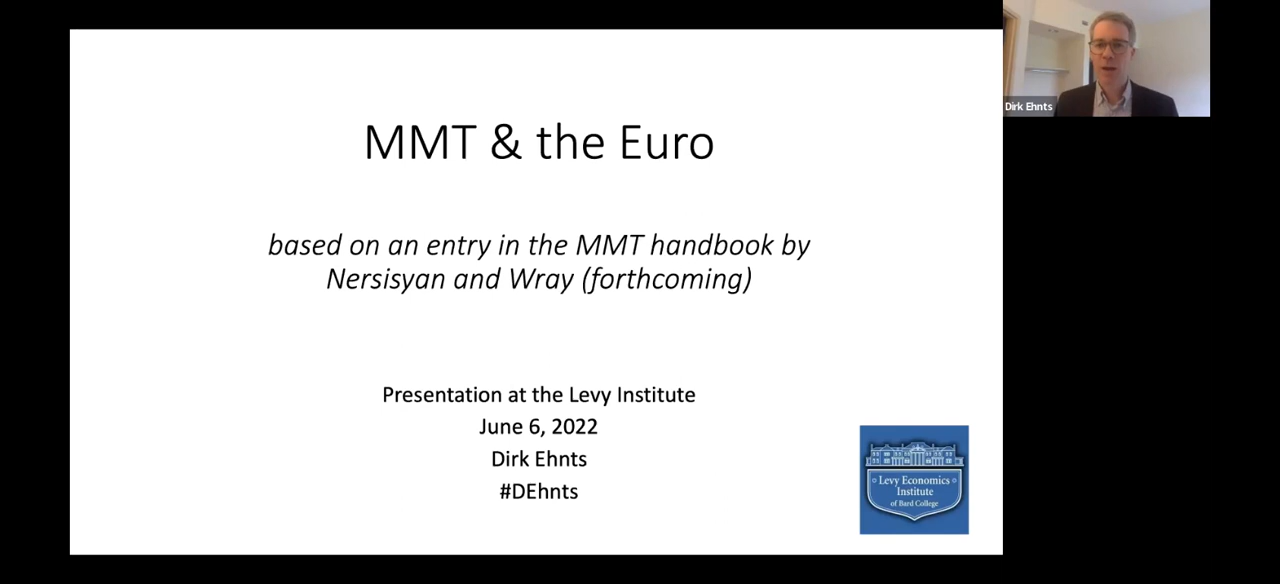 MMT & the Euro
based on an entry in the MMT handbook by
Nersisyan and Wray (forthcoming)
Presentation at the Levy Institute
June 6, 2022
Dirk Ehnts
#DEhnts
Levy Economics
Institute
of Bard College
Dirk Ehnts